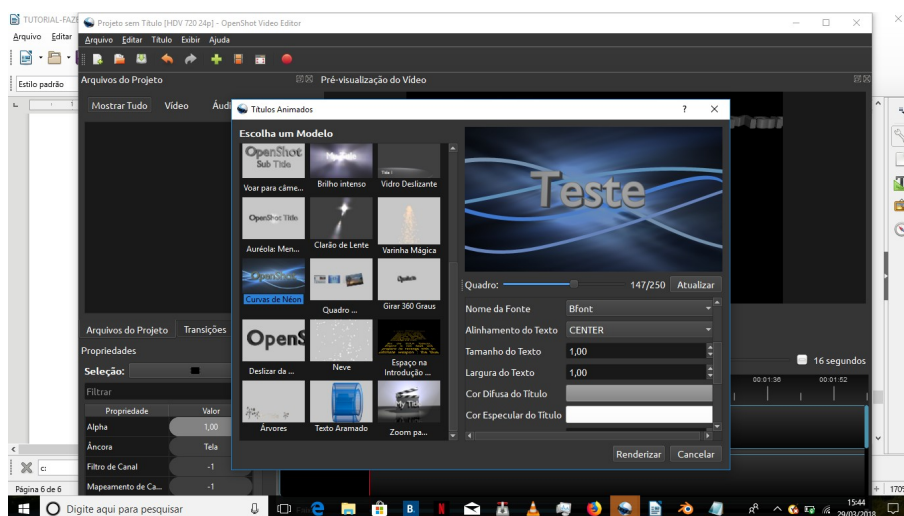 TUTORIAL-FAZE
Projeto sem Título [HDV 720 24p] - OpenShot Video Editor
Arquivo Editar
Arquivo Editar Título Exibir Ajuda
Estilo padrão
Arquivos do Projeto
Pré-visualização do Vídeo
Mostrar Tudo Vídeo Áudi
Títulos Animados
Escolha um Modelo
OpenShot
Sub Title
Voar para câme...
Brilho intenso
Title 1
Vidro Deslizante
OpenShot Title
Auréola: Men...
Clarão de Lente
Varinha Mágica
Curvas de Néon
Quadro ...
Girar 360 Graus
OpenS
Deslizar da ...
Neve
Espaço na
Introdução ...
Árvores
Texto Aramado
My Titl
Zoom pa...
Teste
Quadro: 147/250 Atualizar
Nome da Fonte Bfont
Alinhamento do Texto CENTER
Tamanho do Texto 1,00
Largura do Texto 1,00
Cor Difusa do Título
Cor Especular do Título
Renderizar Cancelar
Arquivos do Projeto Transições
Propriedades
Seleção:
Filtrar
Propriedade Valor
Alpha 1,00
Âncora Tela
Filtro de Canal -1
Mapeamento de Ca... -1
16 segundos
00:01:36 00:01:52
Página 6 de 6
170%
Digite aqui para pesquisar
15:44
29/03/2018